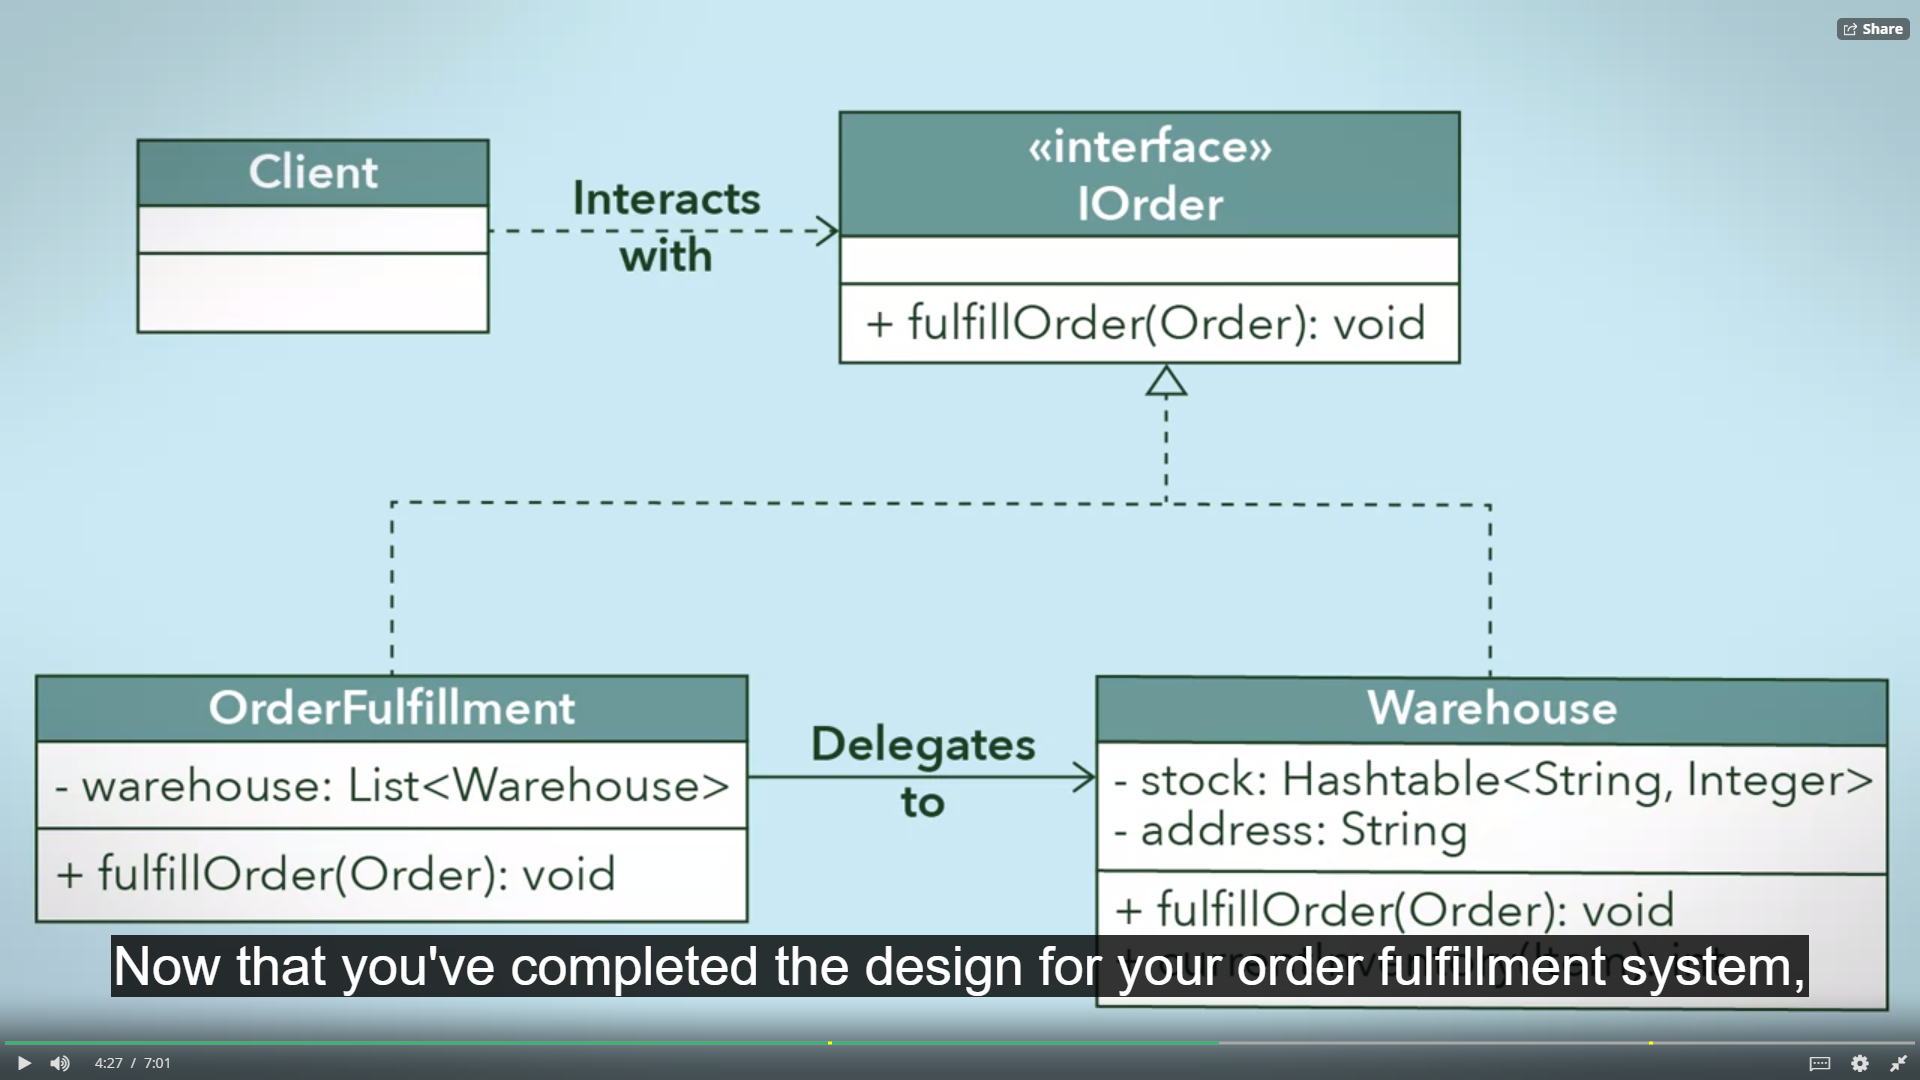 Share
Client
Interacts
with
«interface»
IOrder
+ fulfillOrder(Order): void
OrderFulfillment
- warehouse: List<Warehouse>
+ fulfillOrder(Order): void
Delegates
to
Warehouse
- stock: Hashtable<String, Integer>
- address: String
+ fulfillOrder(Order): void
Now that you've completed the design for your order fulfillment system,
4:27 / 7:01